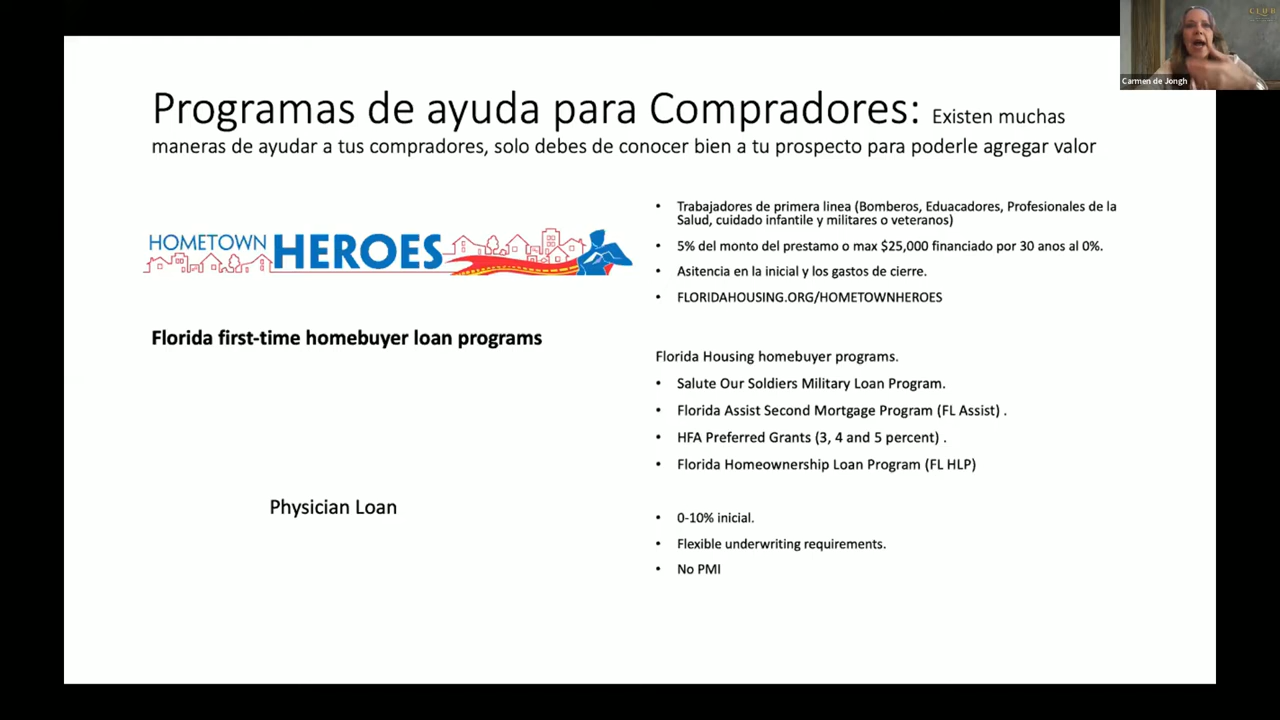 CLUB
Carmen de Jongh
Programas de ayuda para Compradores: Existen muchas
maneras de ayudar a tus compradores, solo debes de conocer bien a tu prospecto para poderle agregar valor
HOMETOWN HEROES
• Trabajadores de primera linea (Bomberos, Eduacadores, Profesionales de la
Salud, cuidado infantile y militares o veteranos)
• 5% del monto del prestamo o max $25,000 financiado por 30 anos al 0%.
• Asitencia en la inicial y los gastos de cierre.
• FLORIDAHOUSING.ORG/HOMETOWNHEROES
Florida first-time homebuyer loan programs
Florida Housing homebuyer programs.
• Salute Our Soldiers Military Loan Program.
• Florida Assist Second Mortgage Program (FL Assist) .
• HFA Preferred Grants (3, 4 and 5 percent) .
• Florida Homeownership Loan Program (FL HLP)
Physician Loan
• 0-10% inicial.
• Flexible underwriting requirements.
• No PMI